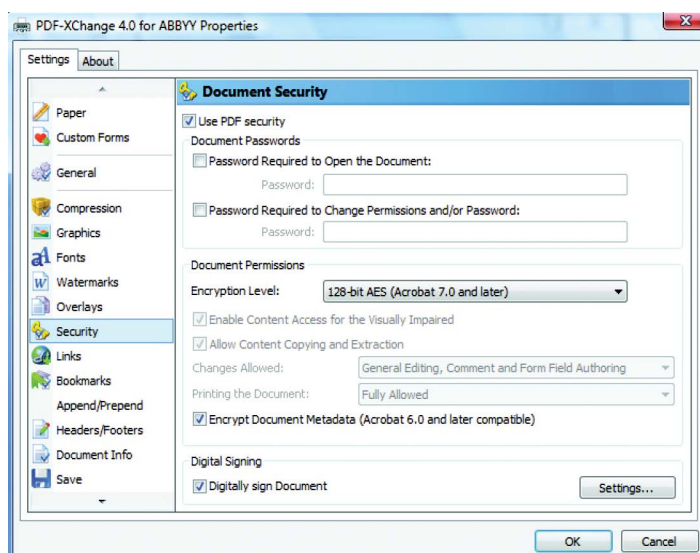 PDF-XChange 4.0 for ABBYY Properties
Settings
About
Paper
Custom Forms
General
Compression
Graphics
Fonts
Watermarks
Overlays
Security
Links
Bookmarks
Append/Prepend
Headers/Footers
Document Info
Save
Document Security
Use PDF security
Document Passwords
Password Required to Open the Document:
Password:
Password Required to Change Permissions and/or Password:
Password:
Document Permissions
Encryption Level: 128-bit AES (Acrobat 7.0 and later)
Enable Content Access for the Visually Impaired
Allow Content Copying and Extraction
Changes Allowed: General Editing, Comment and Form Field Authoring
Printing the Document: Fully Allowed
Encrypt Document Metadata (Acrobat 6.0 and later compatible)
Digital Signing
Digitally sign Document
Settings...
OK
Cancel